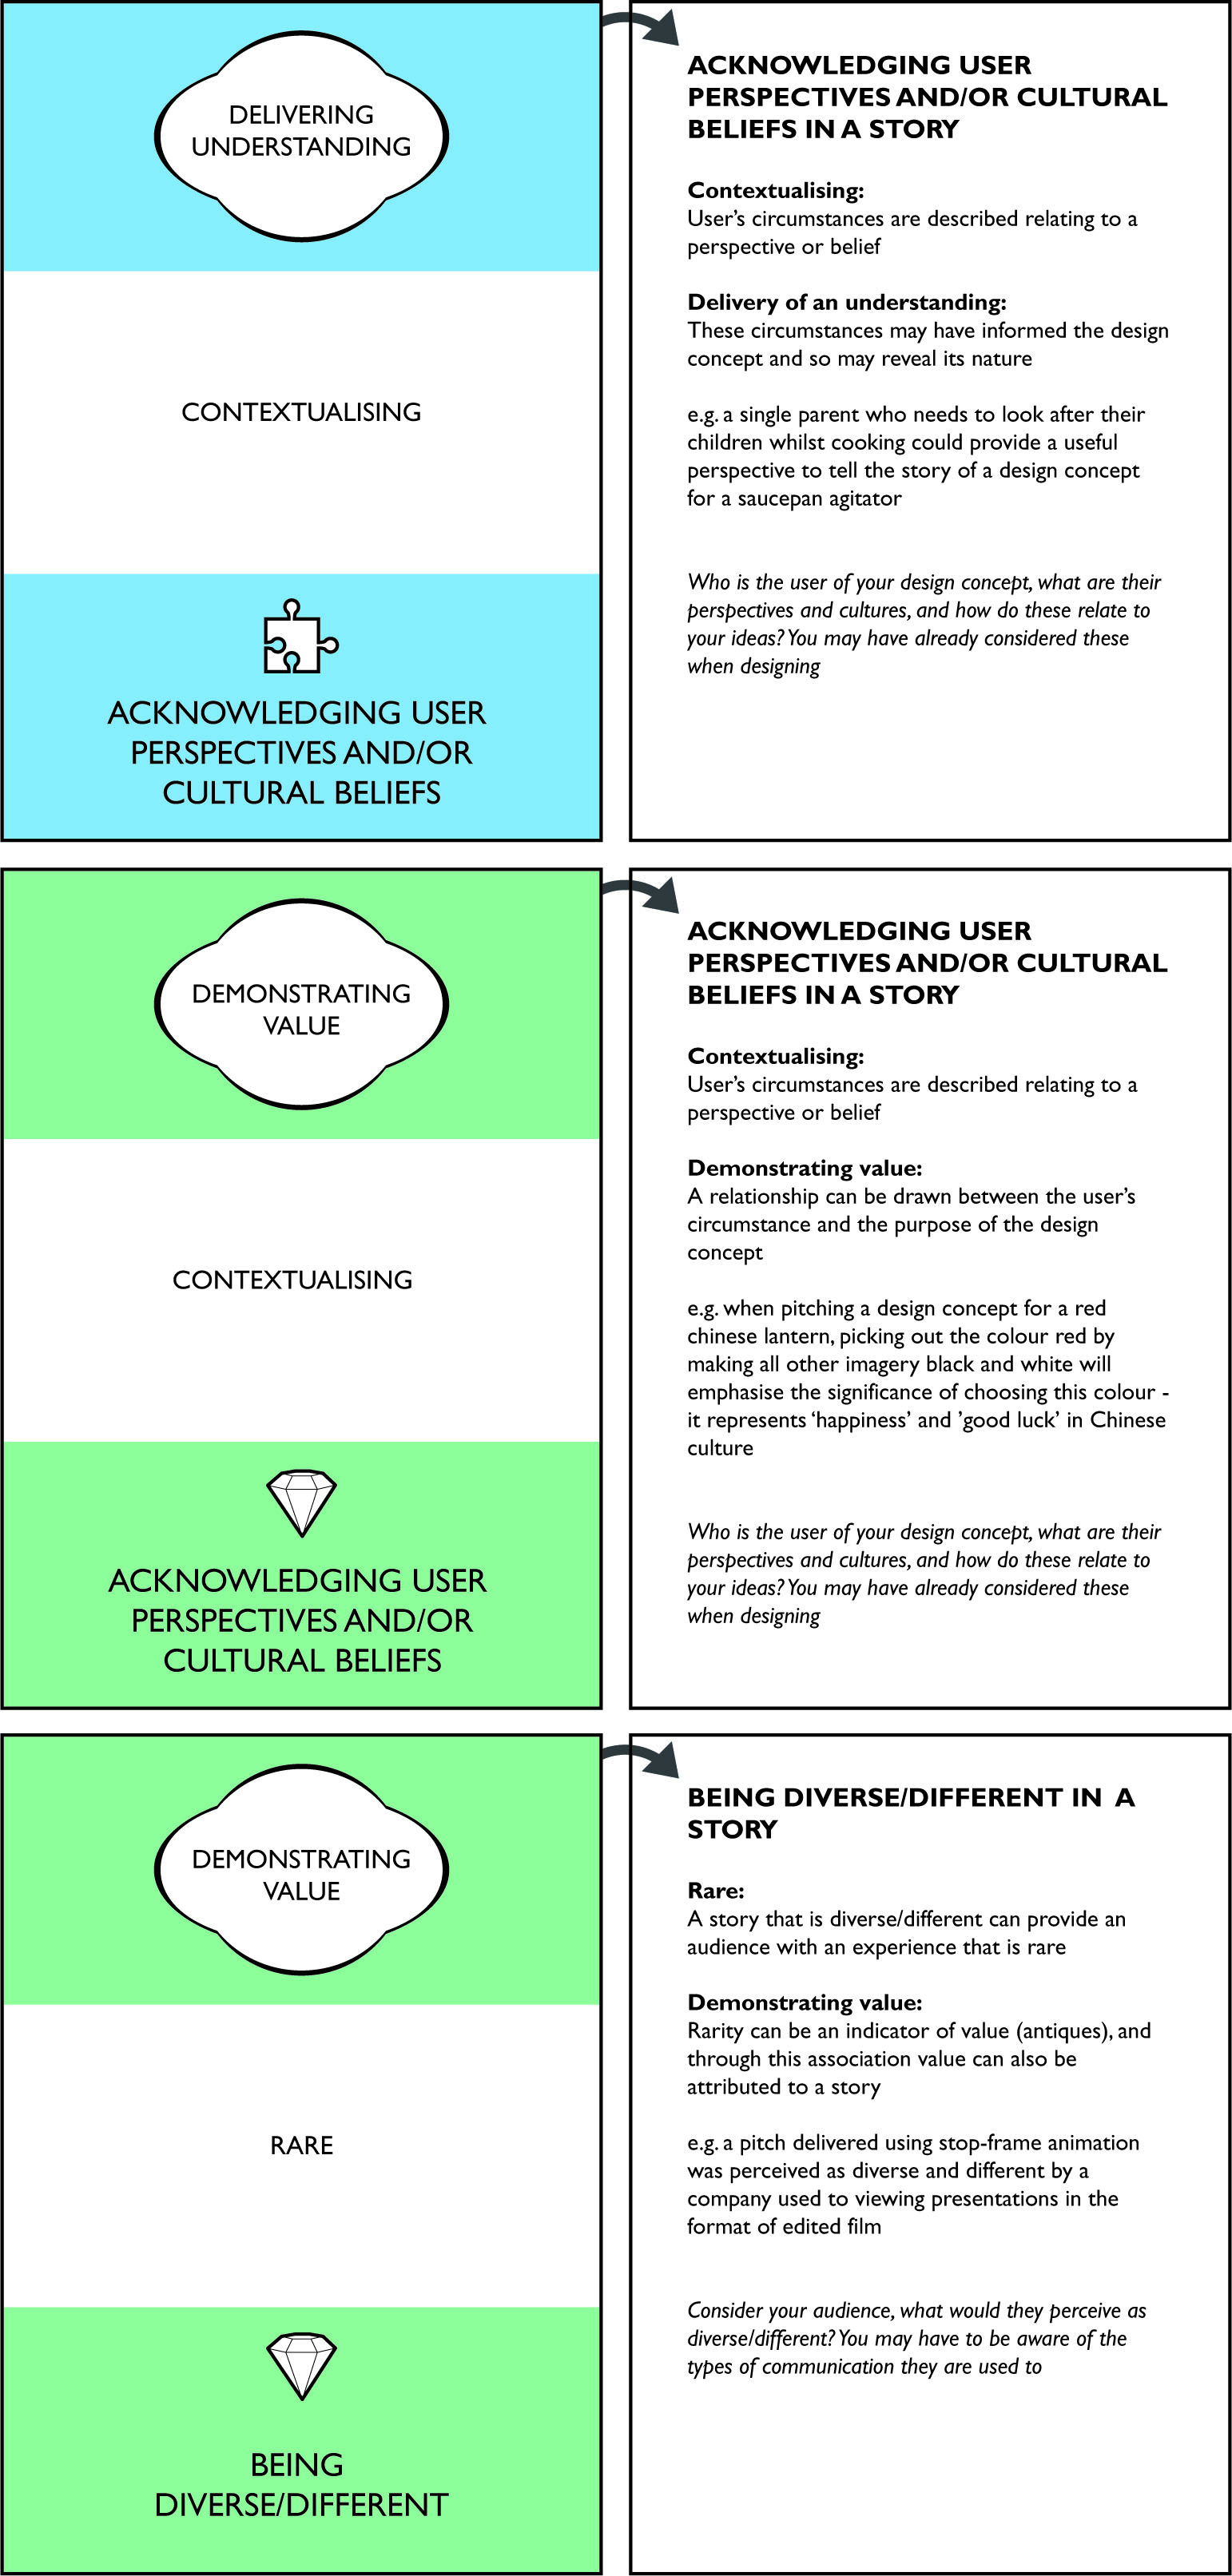 DELIVERING
UNDERSTANDING
CONTEXTUALISING
ACKNOWLEDGING USER
PERSPECTIVES AND/OR
CULTURAL BELIEFS
ACKNOWLEDGING USER
PERSPECTIVES AND/OR CULTURAL
BELIEFS IN A STORY
Contextualising:
User’s circumstances are described relating to a
perspective or belief
Delivery of an understanding:
These circumstances may have informed the design
concept and so may reveal its nature
e.g. a single parent who needs to look after their
children whilst cooking could provide a useful
perspective to tell the story of a design concept
for a saucepan agitator
Who is the user of your design concept, what are their
perspectives and cultures, and how do these relate to
your ideas? You may have already considered these
when designing
DEMONSTRATING
VALUE
CONTEXTUALISING
ACKNOWLEDGING USER
PERSPECTIVES AND/OR
CULTURAL BELIEFS
ACKNOWLEDGING USER
PERSPECTIVES AND/OR CULTURAL
BELIEFS IN A STORY
Contextualising:
User’s circumstances are described relating to a
perspective or belief
Demonstrating value:
A relationship can be drawn between the user’s
circumstance and the purpose of the design
concept
e.g. when pitching a design concept for a red
chinese lantern, picking out the colour red by
making all other imagery black and white will
emphasise the significance of choosing this colour -
it represents ‘happiness’ and ’good luck’ in Chinese
culture
Who is the user of your design concept, what are their
perspectives and cultures, and how do these relate to
your ideas? You may have already considered these
when designing
DEMONSTRATING
VALUE
RARE
BEING
DIVERSE/DIFFERENT
BEING DIVERSE/DIFFERENT IN A
STORY
Rare:
A story that is diverse/different can provide an
audience with an experience that is rare
Demonstrating value:
Rarity can be an indicator of value (antiques), and
through this association value can also be
attributed to a story
e.g. a pitch delivered using stop-frame animation
was perceived as diverse and different by a
company used to viewing presentations in the
format of edited film
Consider your audience, what would they perceive as
diverse/different? You may have to be aware of the
types of communication they are used to